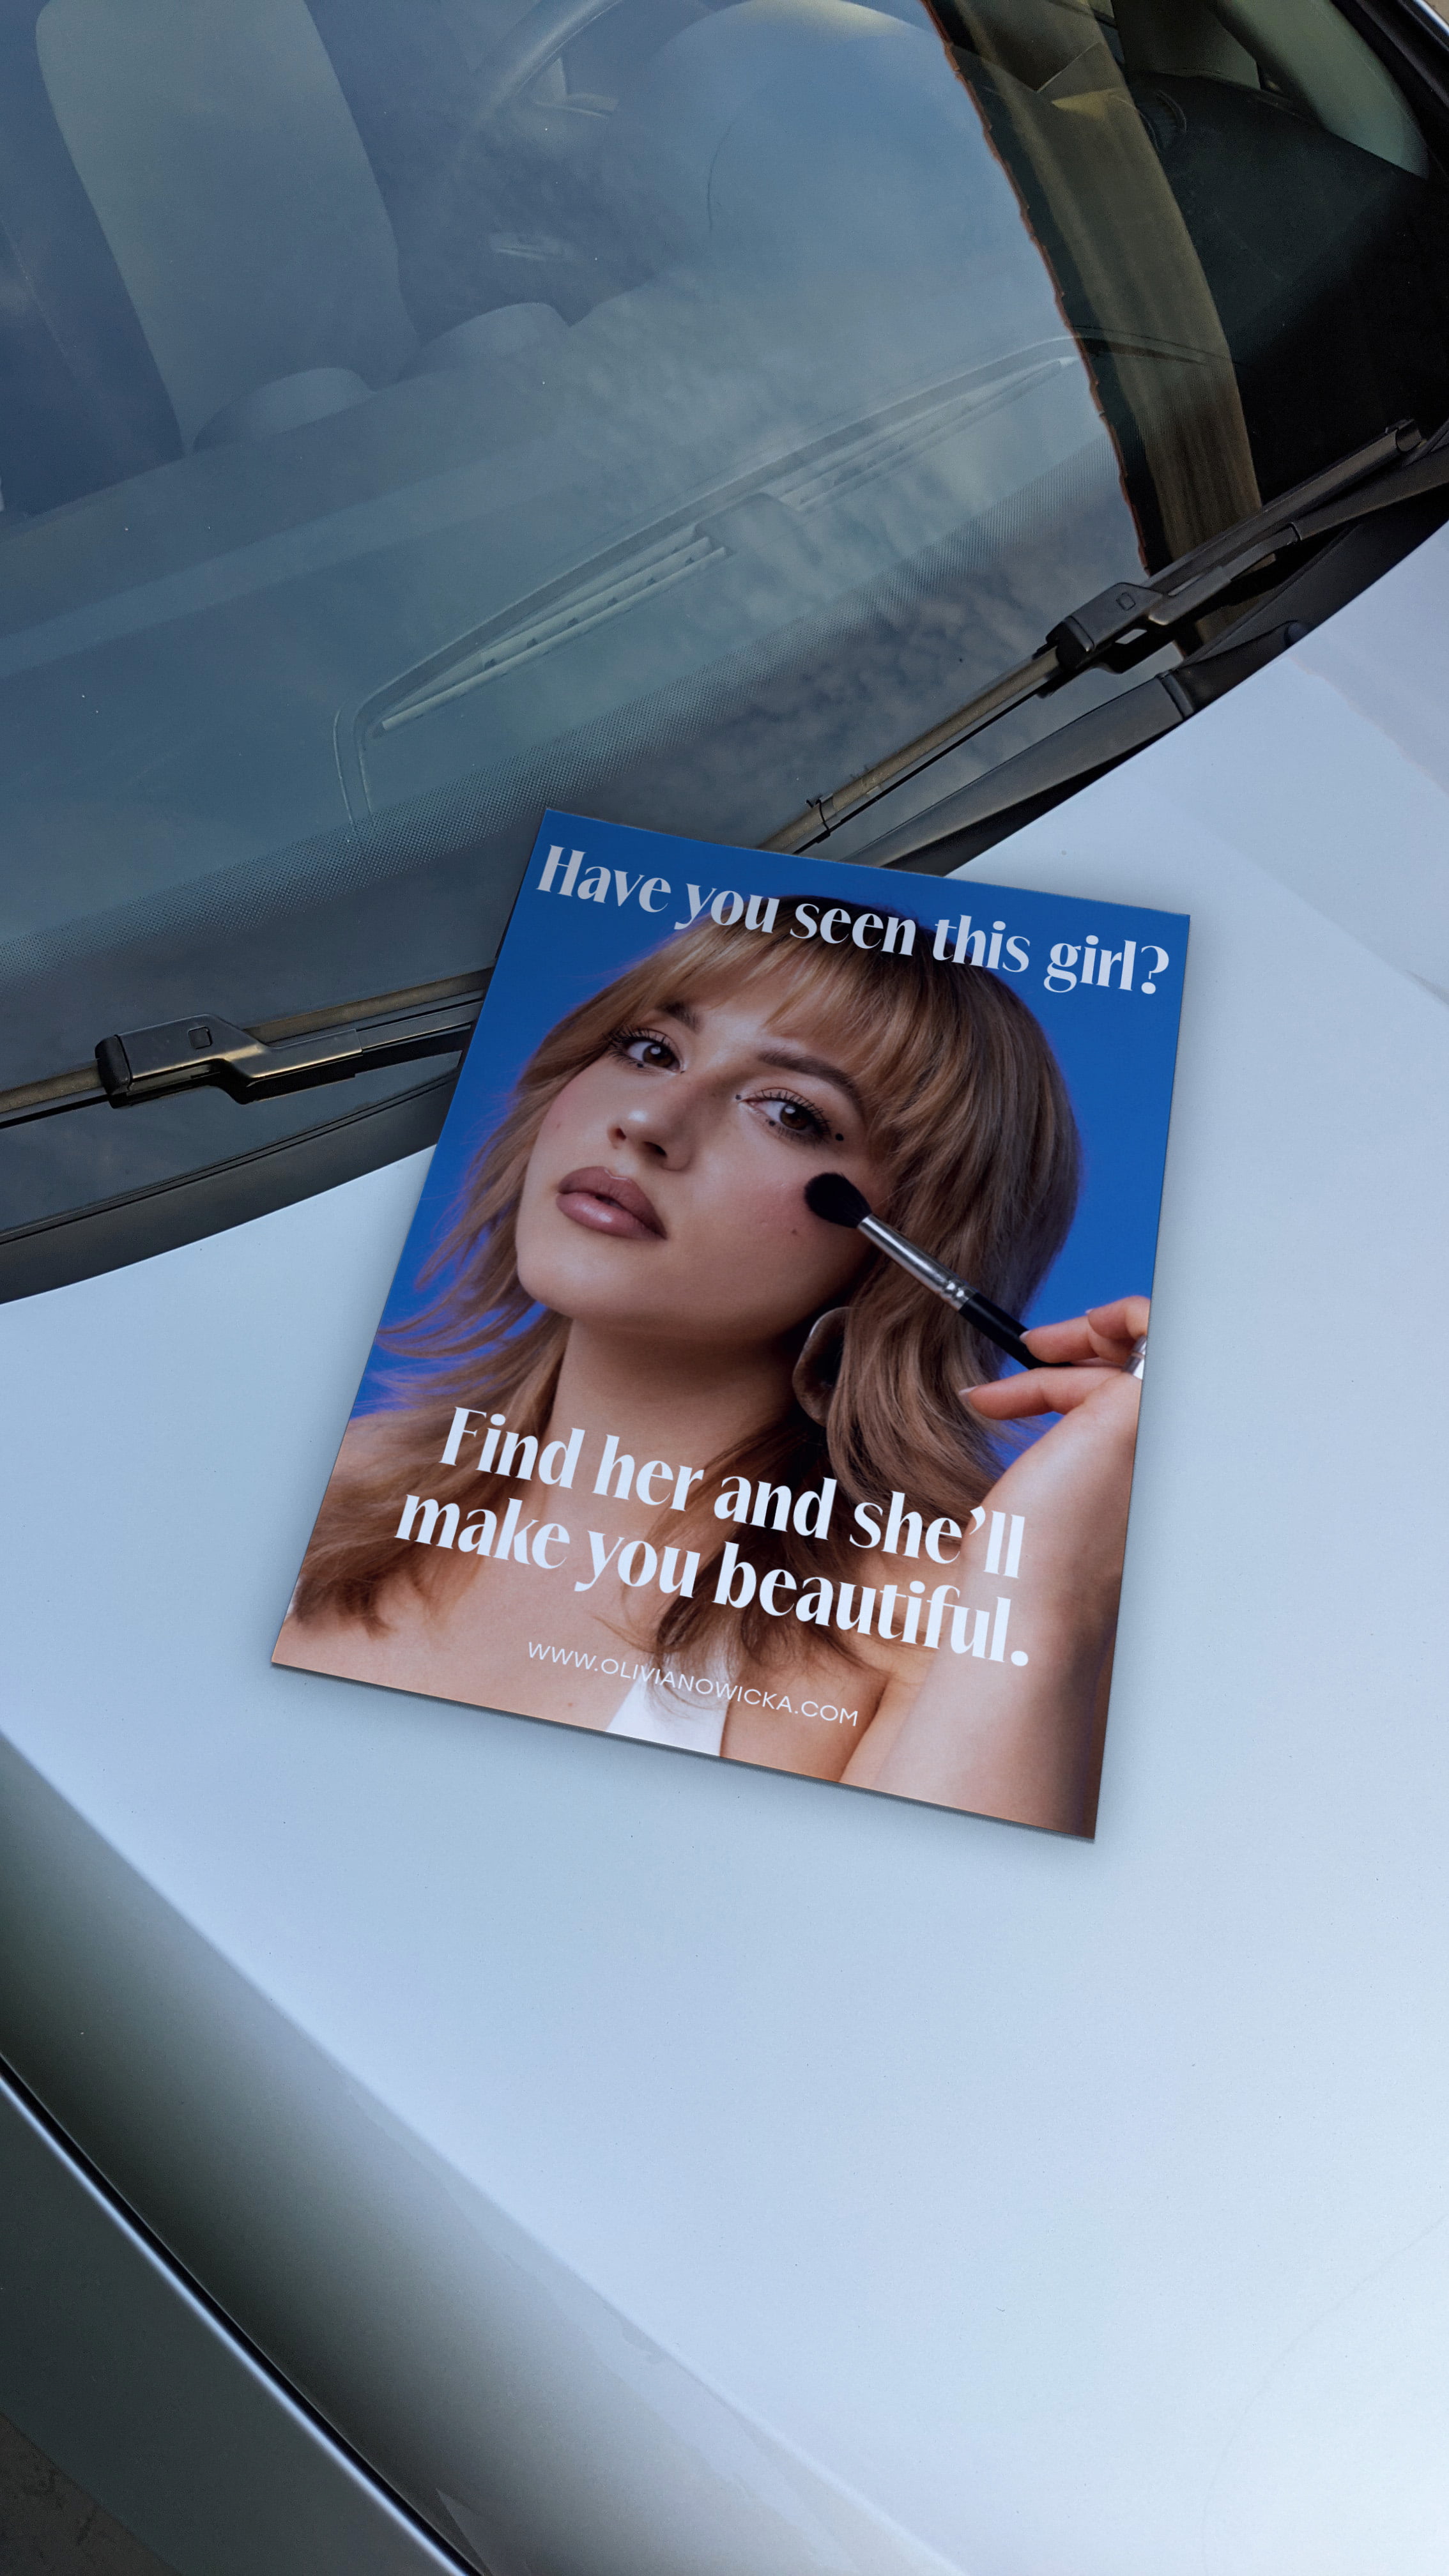 Have you seen this girl?
Find her and she’ll
make you beautiful.
WWW.OLIVIANOWICKA.COM